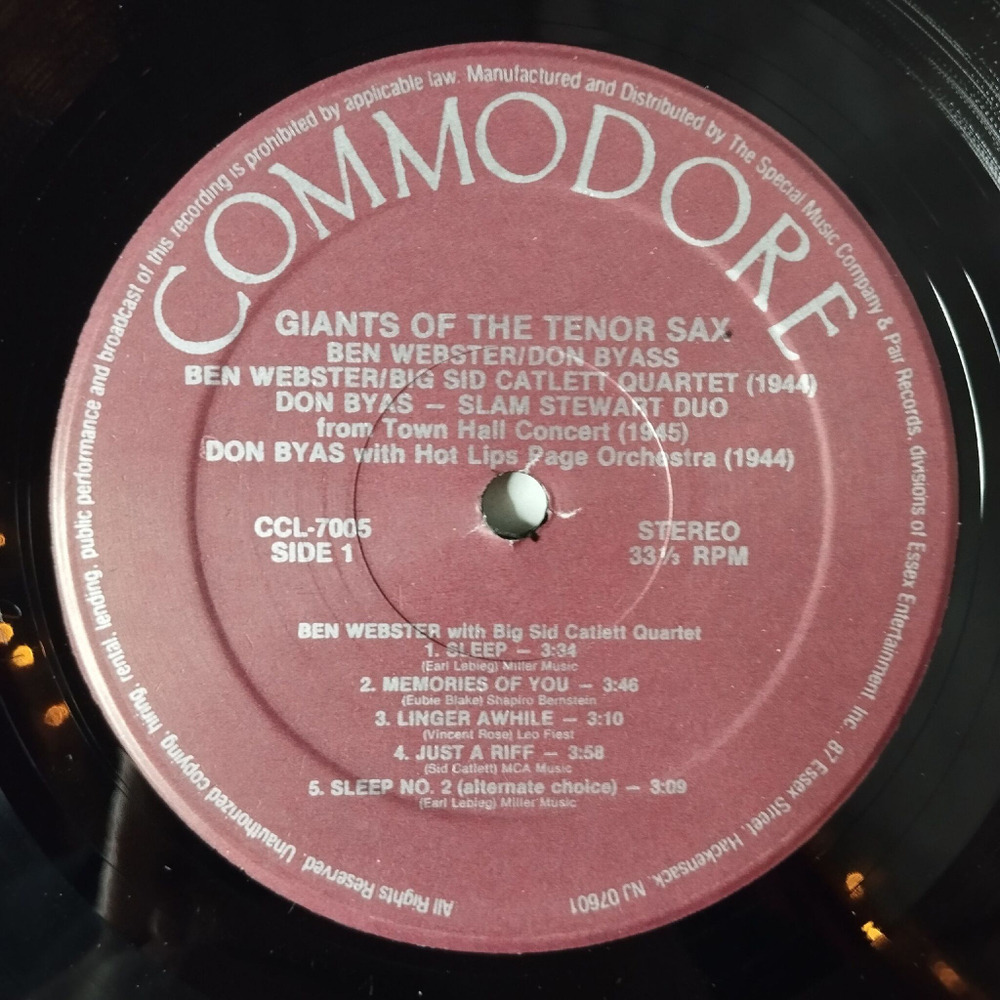 COMMODORE
All Rights Reserved. Unauthorized copying, hiring, rental, lending, public performance and broadcast of this recording is prohibited by applicable law. Manufactured and Distributed by The Special Music Company & Pair Records, divisions of Essex Entertainment Inc. 87 Essex Street, Hackensack, NJ 07601
GIANTS OF THE TENOR SAX
BEN WEBSTER/DON BYASS
BEN WEBSTER/BIG SID CATLETT QUARTET (1944)
DON BYAS — SLAM STEWART DUO
from Town Hall Concert (1945)
DON BYAS with Hot Lips Page Orchestra (1944)
CCL-7005 STEREO
SIDE 1 33⅓ RPM
BEN WEBSTER with Big Sid Catlett Quartet
1. SLEEP — 3:34
(Earl Lebieg) Miller Music
2. MEMORIES OF YOU — 3:46
(Eubie Blake) Shapiro Bernstein
3. LINGER AWHILE — 3:10
(Vincent Rose) Leo Fiest
4. JUST A RIFF — 3:58
(Sid Catlett) MCA Music
5. SLEEP NO. 2 (alternate choice) — 3:09
(Earl Lebieg) Miller Music